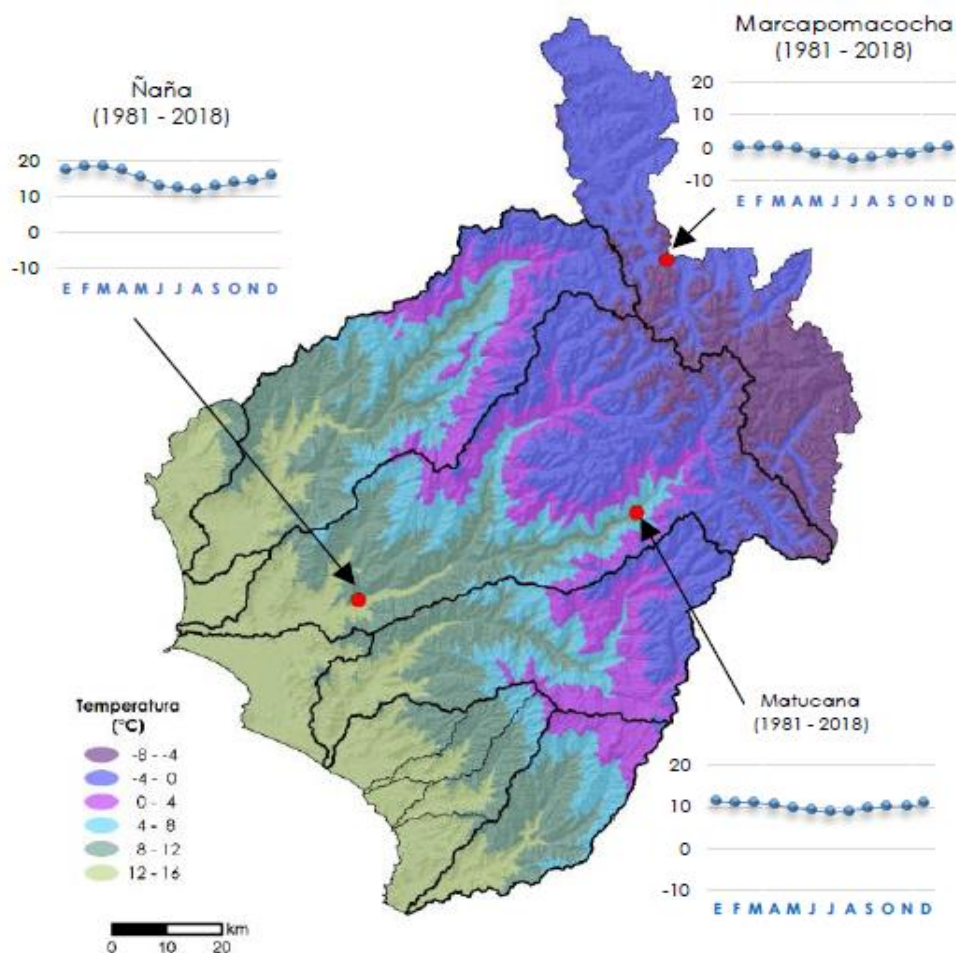 Marcapomacocha
(1981 - 2018)
20
10
0
-10
E F M A M J J A S O N D
Ñaña
(1981 - 2018)
20
10
0
-10
E F M A M J J A S O N D
Temperatura
(°C)
-8 - -4
-4 - 0
0 - 4
4 - 8
8 - 12
12 - 16
km
0 10 20
Matucana
(1981 - 2018)
20
10
0
-10
E F M A M J J A S O N D